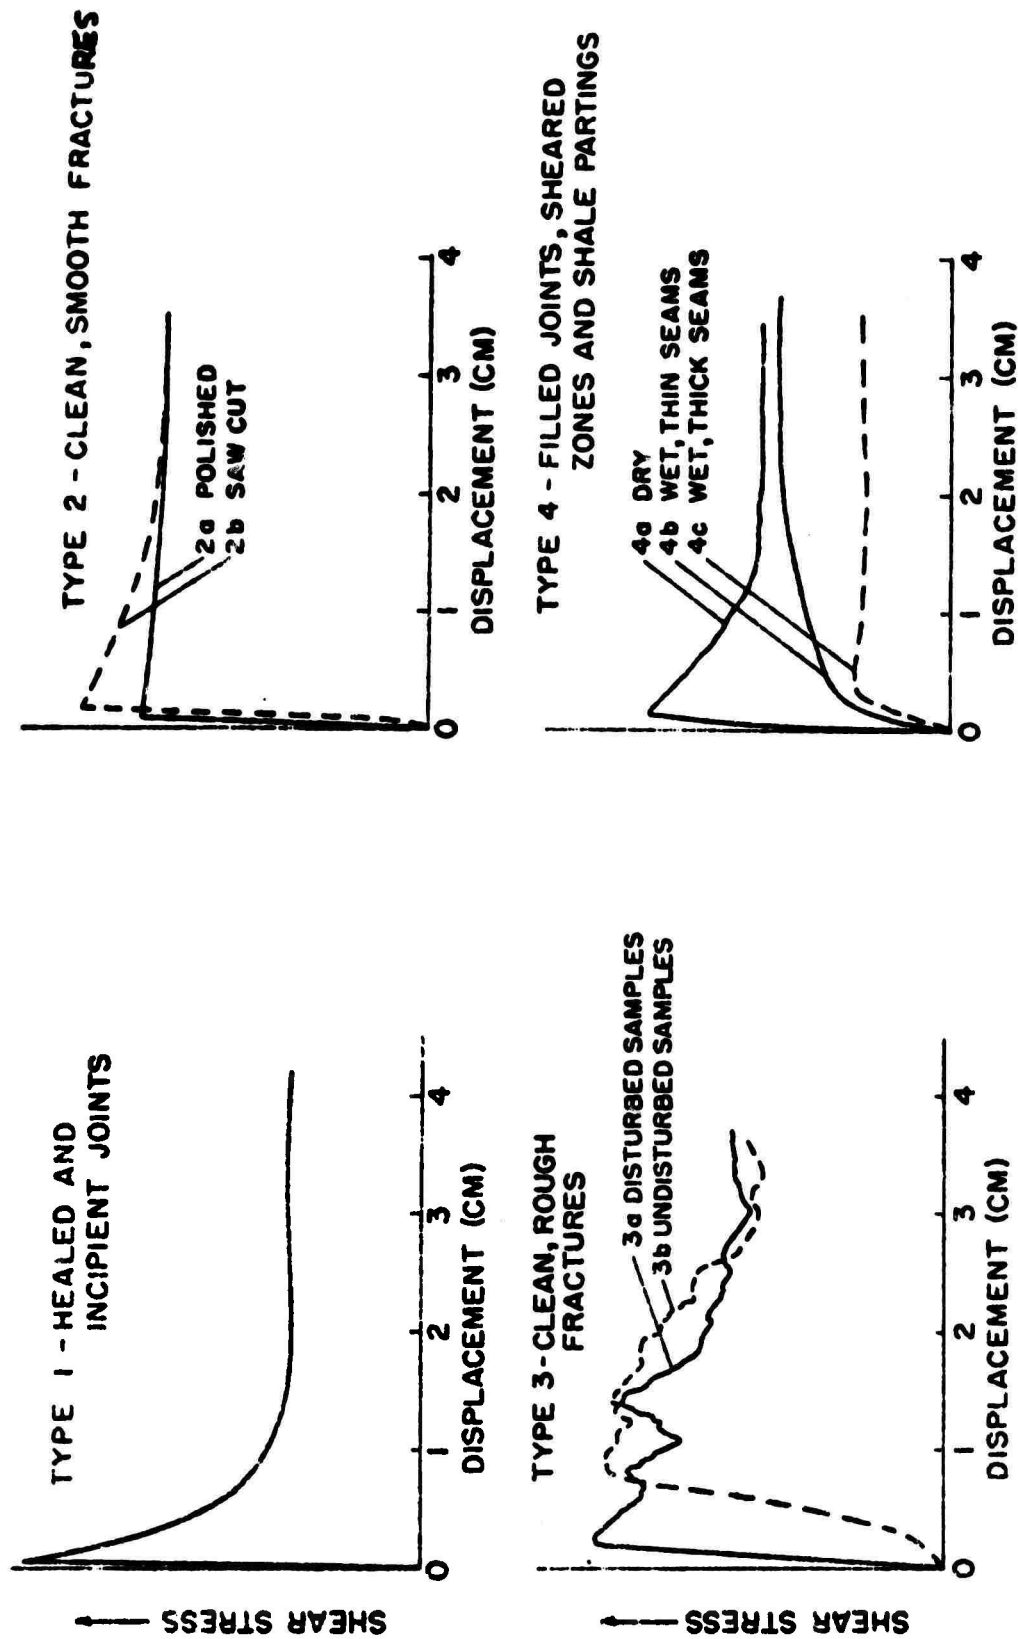 TYPE 1 - HEALED AND
INCIPIENT JOINTS
SHEAR STRESS
0 1 2 3 4
DISPLACEMENT (CM)
TYPE 2 - CLEAN, SMOOTH FRACTURES
2a POLISHED
2b SAW CUT
0 1 2 3 4
DISPLACEMENT (CM)
TYPE 3 - CLEAN, ROUGH
FRACTURES
3a DISTURBED SAMPLES
3b UNDISTURBED SAMPLES
SHEAR STRESS
0 1 2 3 4
DISPLACEMENT (CM)
TYPE 4 - FILLED JOINTS, SHEARED
ZONES AND SHALE PARTINGS
4a DRY
4b WET, THIN SEAMS
4c WET, THICK SEAMS
0 1 2 3 4
DISPLACEMENT (CM)